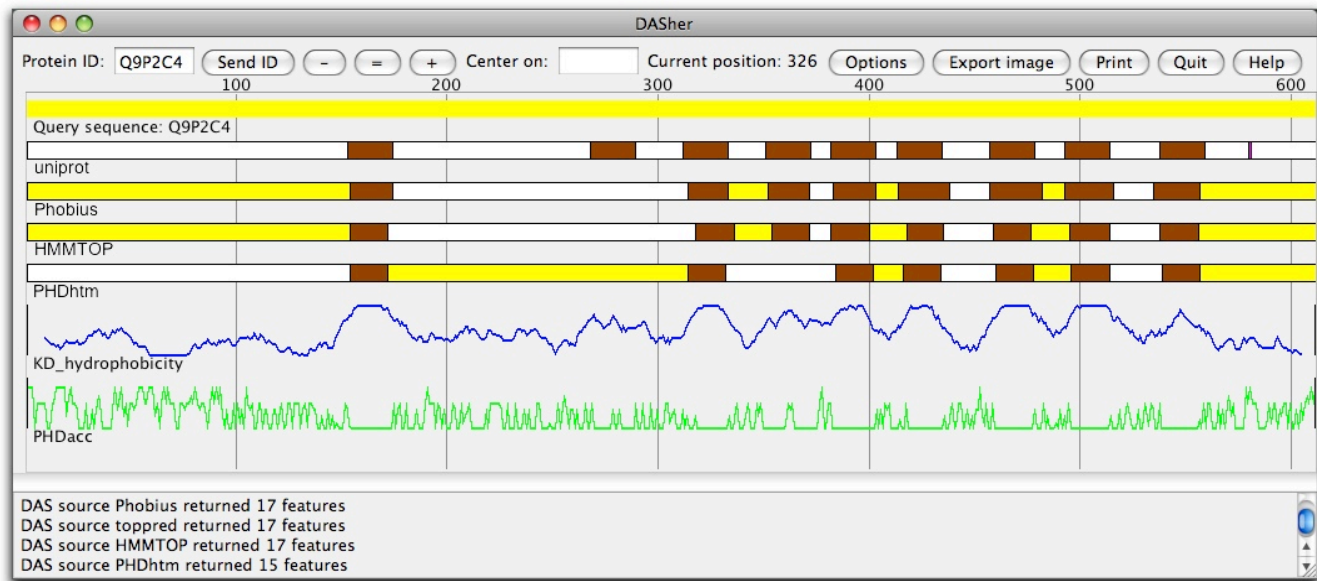 DASher
Protein ID: Q9P2C4 Send ID - = + Center on: Current position: 326 Options Export image Print Quit Help
100 200 300 400 500 600
Query sequence: Q9P2C4
uniprot
Phobius
HMMTOP
PHDhtm
KD_hydrophobicity
PHDacc
DAS source Phobius returned 17 features
DAS source toppred returned 17 features
DAS source HMMTOP returned 17 features
DAS source PHDhtm returned 15 features